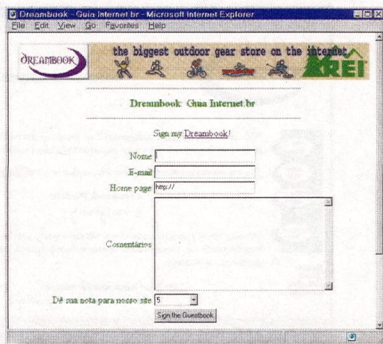 Dreambook - Guia Internet.br - Microsoft Internet Explorer
File Edit View Go Favorites Help
DREAMBOOK
the biggest outdoor gear store on the internet
REI
Dreambook Guia Internet.br
Sign my Dreambook!
Nome
E-mail
Home page http://
Comentários
Dê sua nota para nosso site 5
Sign the Guestbook